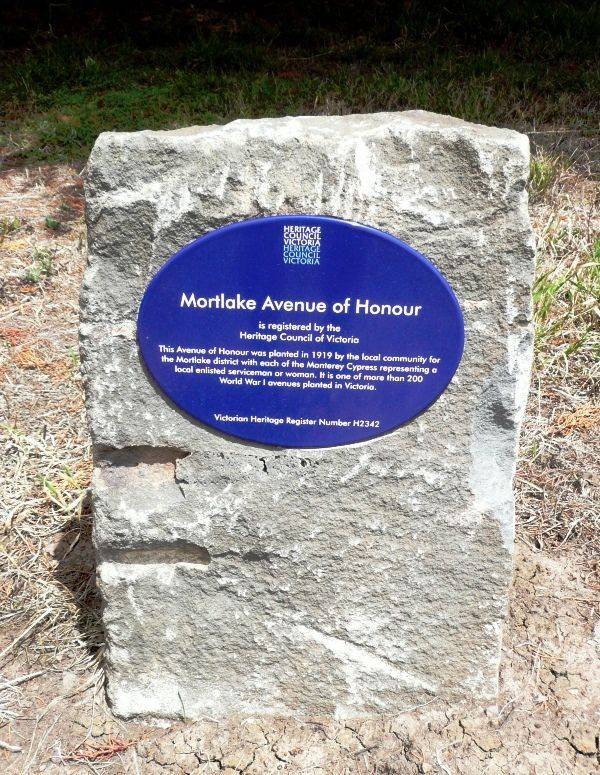 HERITAGE
COUNCIL
VICTORIA
HERITAGE
COUNCIL
VICTORIA
Mortlake Avenue of Honour
is registered by the
Heritage Council of Victoria
This Avenue of Honour was planted in 1919 by the local community for
the Mortlake district with each of the Monterey Cypress representing a
local enlisted serviceman or woman. It is one of more than 200
World War I avenues planted in Victoria.
Victorian Heritage Register Number H2342